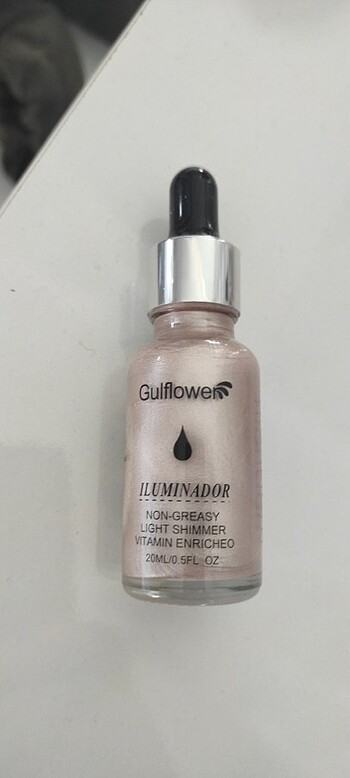 Gulflower
ILUMINADOR
NON-GREASY
LIGHT SHIMMER
VITAMIN ENRICHEO
20ML/0.5FL OZ